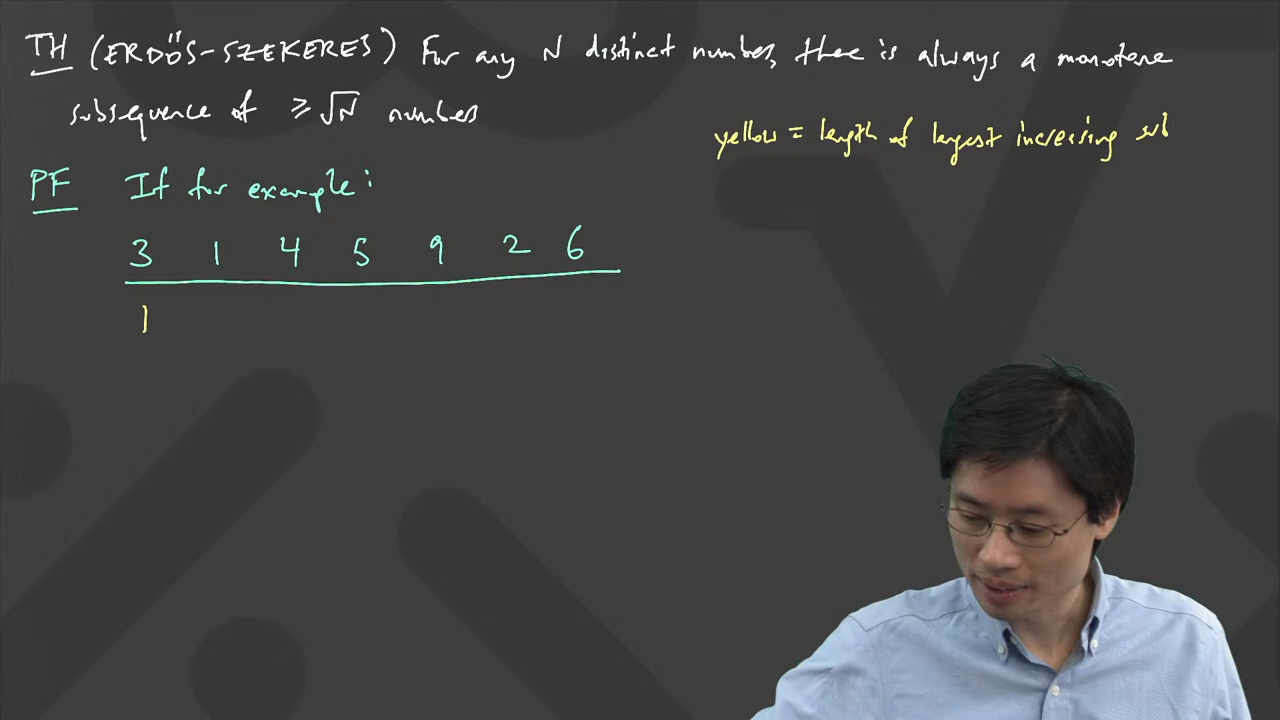 TH (ERDŐS-SZEKERES) For any N distinct numbers, there is always a monotone
subsequence of ≥ √N numbers
yellow = length of largest increasing sub
PF If for example:
3 1 4 5 9 2 6
1